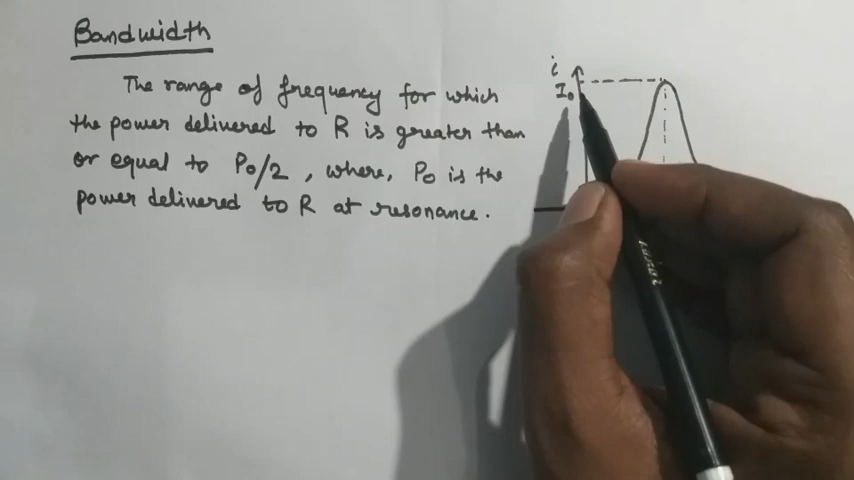 Bandwidth
The range of frequency for which
the power delivered to R is greater than
or equal to P₀/2, where, P₀ is the
power delivered to R at resonance.
i
I₀